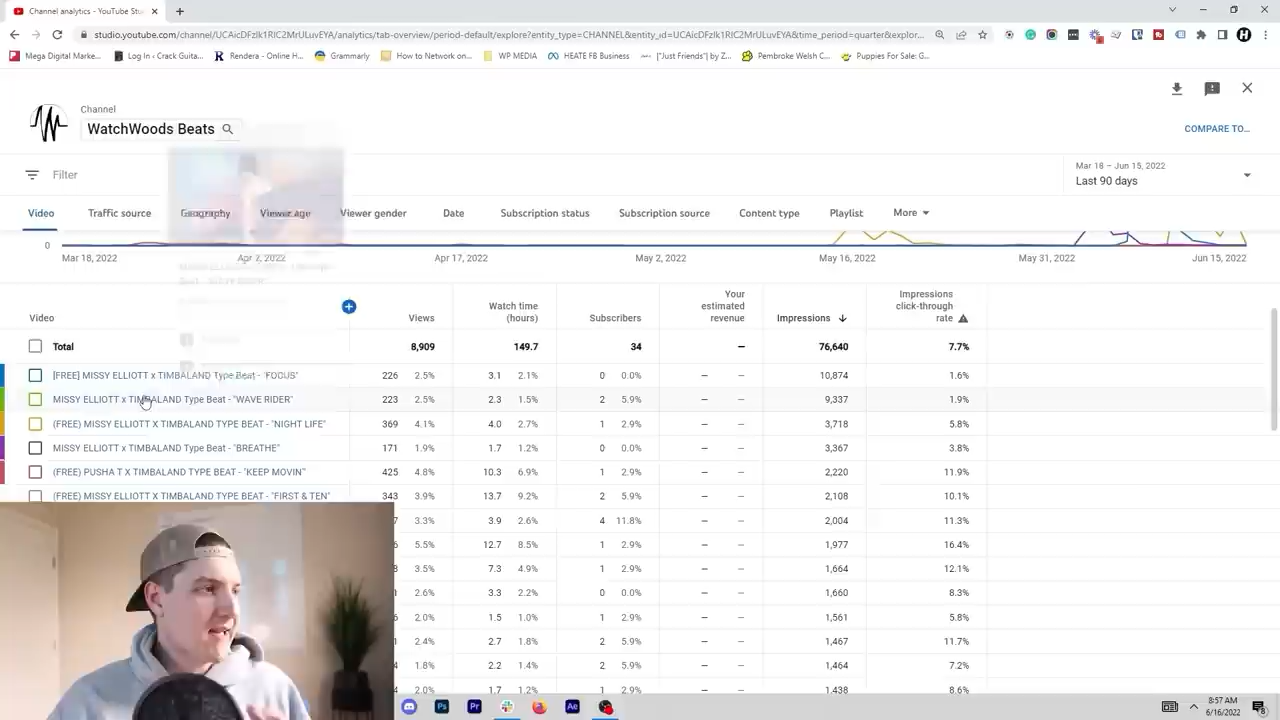 Channel analytics - YouTube Stu
studio.youtube.com/channel/UCAicDFzlk1RIC2MrULuvEYA/analytics/tab-overview/period-default/explore?entity_type=CHANNEL&entity_id=UCAicDFzlk1RIC2MrULuvEYA&time_period=quarter&explor...
Mega Digital Marke... Log In ‹ Crack Guita... Rendera - Online H... Grammarly How to Network on... WP MEDIA HEATE FB Business ["Just Friends"] by Z... Pembroke Welsh C... Puppies For Sale: G...
Channel
WatchWoods Beats
COMPARE TO...
Filter
Mar 18 – Jun 15, 2022
Last 90 days
Video Traffic source Geography Viewer age Viewer gender Date Subscription status Subscription source Content type Playlist More
0
Mar 18, 2022 Apr 2, 2022 Apr 17, 2022 May 2, 2022 May 16, 2022 May 31, 2022 Jun 15, 2022
Video Views Watch time (hours) Subscribers Your estimated revenue Impressions Impressions click-through rate
Total 8,909 149.7 34 — 76,640 7.7%
[FREE] MISSY ELLIOTT x TIMBALAND Type Beat - "FOCUS" 226 2.5% 3.1 2.1% 0 0.0% — — 10,874 1.6%
MISSY ELLIOTT x TIMBALAND Type Beat - "WAVE RIDER" 223 2.5% 2.3 1.5% 2 5.9% — — 9,337 1.9%
(FREE) MISSY ELLIOTT X TIMBALAND TYPE BEAT - "NIGHT LIFE" 369 4.1% 4.0 2.7% 1 2.9% — — 3,718 5.8%
MISSY ELLIOTT x TIMBALAND Type Beat - "BREATHE" 171 1.9% 1.7 1.2% 0 0.0% — — 3,367 3.8%
(FREE) PUSHA T X TIMBALAND TYPE BEAT - "KEEP MOVIN'" 425 4.8% 10.3 6.9% 1 2.9% — — 2,220 11.9%
(FREE) MISSY ELLIOTT X TIMBALAND TYPE BEAT - "FIRST & TEN" 343 3.9% 13.7 9.2% 2 5.9% — — 2,108 10.1%
7 3.3% 3.9 2.6% 4 11.8% — — 2,004 11.3%
6 5.5% 12.7 8.5% 1 2.9% — — 1,977 16.4%
8 3.5% 7.3 4.9% 1 2.9% — — 1,664 12.1%
1 2.6% 3.3 2.2% 0 0.0% — — 1,660 8.3%
6 2.0% 1.5 1.0% 1 2.9% — — 1,561 5.8%
1 2.4% 2.7 1.8% 2 5.9% — — 1,467 11.7%
4 1.8% 2.2 1.4% 2 5.9% — — 1,464 7.2%
4 2.0% 1.7 1.2% 1 2.9% — — 1,438 8.6%
8:57 AM
6/16/2022